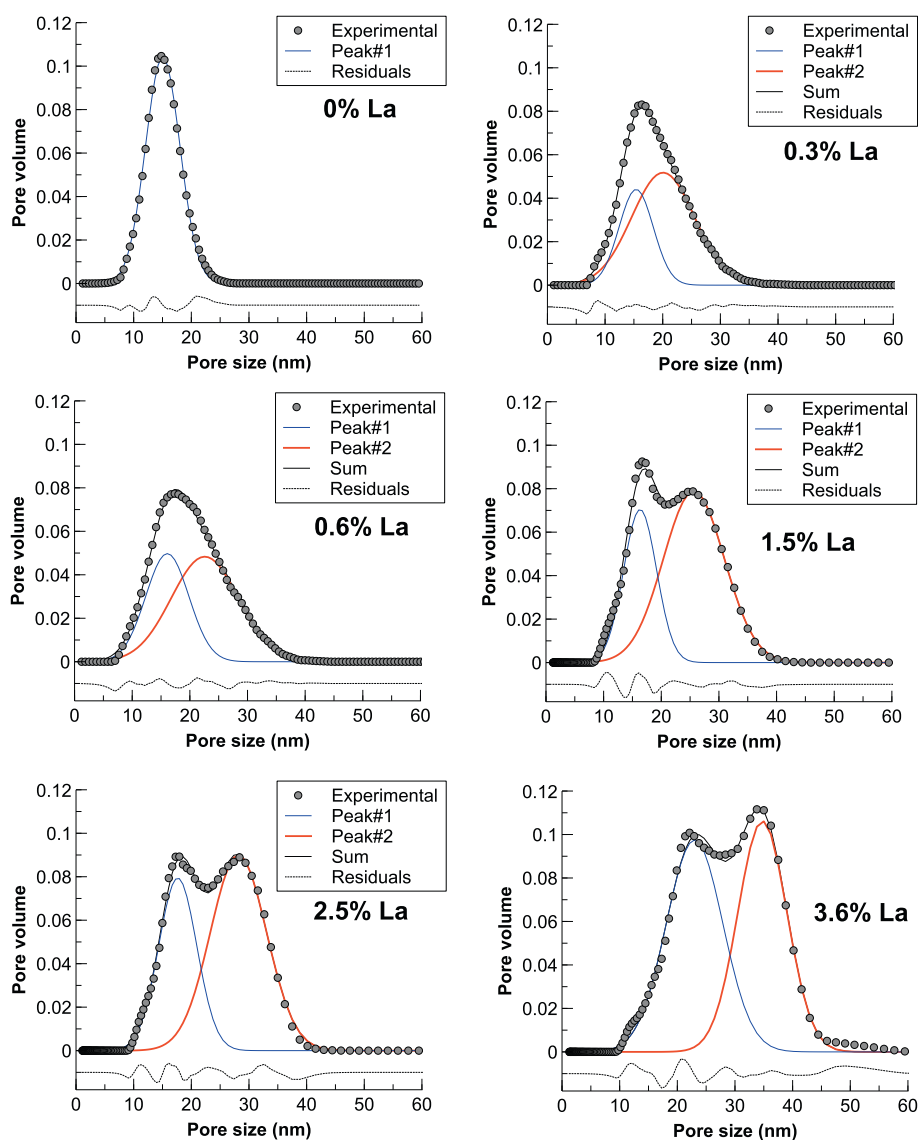 0.12
0.1
0.08
0.06
0.04
0.02
0
Pore volume
0 10 20 30 40 50 60
Pore size (nm)
Experimental
Peak#1
Residuals
0% La
0.12
0.1
0.08
0.06
0.04
0.02
0
Pore volume
0 10 20 30 40 50 60
Pore size (nm)
Experimental
Peak#1
Peak#2
Sum
Residuals
0.3% La
0.12
0.1
0.08
0.06
0.04
0.02
0
Pore volume
0 10 20 30 40 50 60
Pore size (nm)
Experimental
Peak#1
Peak#2
Sum
Residuals
0.6% La
0.12
0.1
0.08
0.06
0.04
0.02
0
Pore volume
0 10 20 30 40 50 60
Pore size (nm)
Experimental
Peak#1
Peak#2
Sum
Residuals
1.5% La
0.12
0.1
0.08
0.06
0.04
0.02
0
Pore volume
0 10 20 30 40 50 60
Pore size (nm)
Experimental
Peak#1
Peak#2
Sum
Residuals
2.5% La
0.12
0.1
0.08
0.06
0.04
0.02
0
Pore volume
0 10 20 30 40 50 60
Pore size (nm)
Experimental
Peak#1
Peak#2
Sum
Residuals
3.6% La